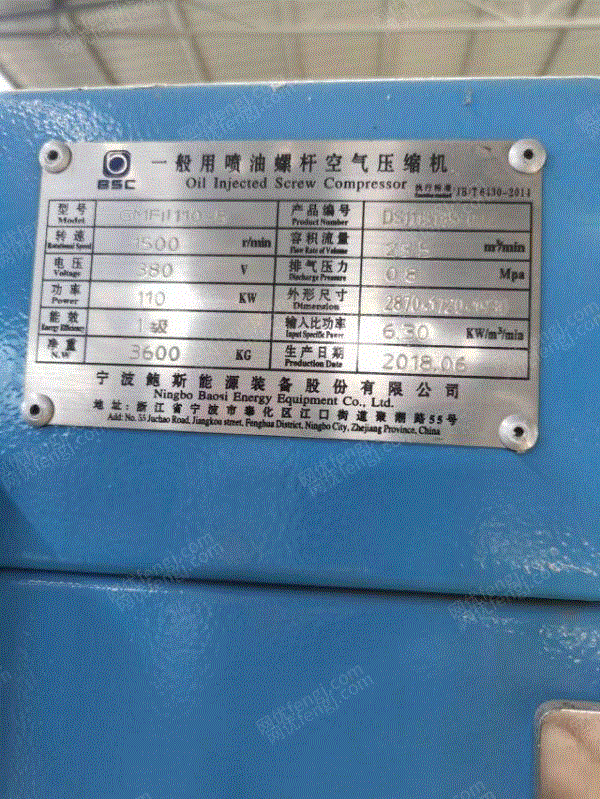 BSC 一般用喷油螺杆空气压缩机
Oil Injected Screw Compressor 执行标准 JB/T 6430-2014
型号 Model 产品编号 Product Number
转速 Rotational Speed 1500 r/min 容积流量 Flow Rate of Volume m³/min
电压 Voltage 380 V 排气压力 Discharge Pressure 0.8 Mpa
功率 Power 110 KW 外形尺寸 Dimension
能效 Energy Efficiency 1级 输入比功率 Input Specific Power 6.30 KW/m³/min
净重 N.W. 3600 KG 生产日期 Production Date 2018.06
宁波鲍斯能源装备股份有限公司
Ningbo Baosi Energy Equipment Co., Ltd.
地址：浙江省宁波市奉化区江口街道聚潮路55号
Add: No. 55 Juchao Road, Jiangkou street, Fenghua District, Ningbo City, Zhejiang Province, China